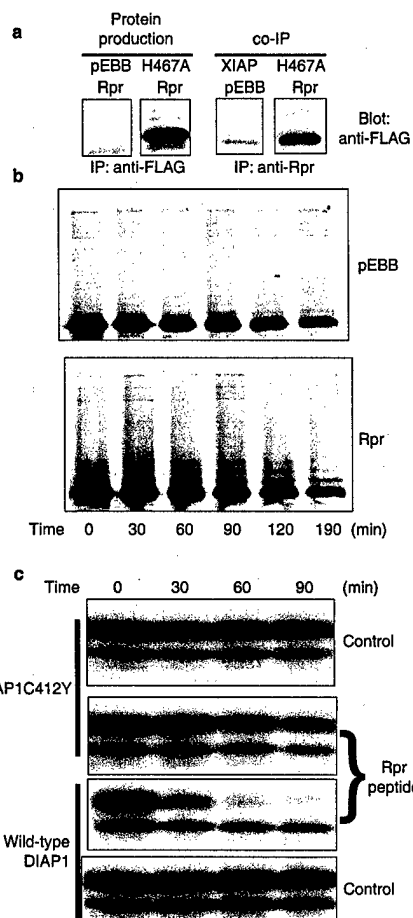 a
Protein
production
co-IP
pEBB H467A XIAP H467A
Rpr Rpr pEBB Rpr
Blot:
anti-FLAG
IP: anti-FLAG IP: anti-Rpr
b
pEBB
Rpr
Time 0 30 60 90 120 190 (min)
c
Time 0 30 60 90 (min)
Control
AP1C412Y
Rpr
peptide
Wild-type
DIAP1
Control